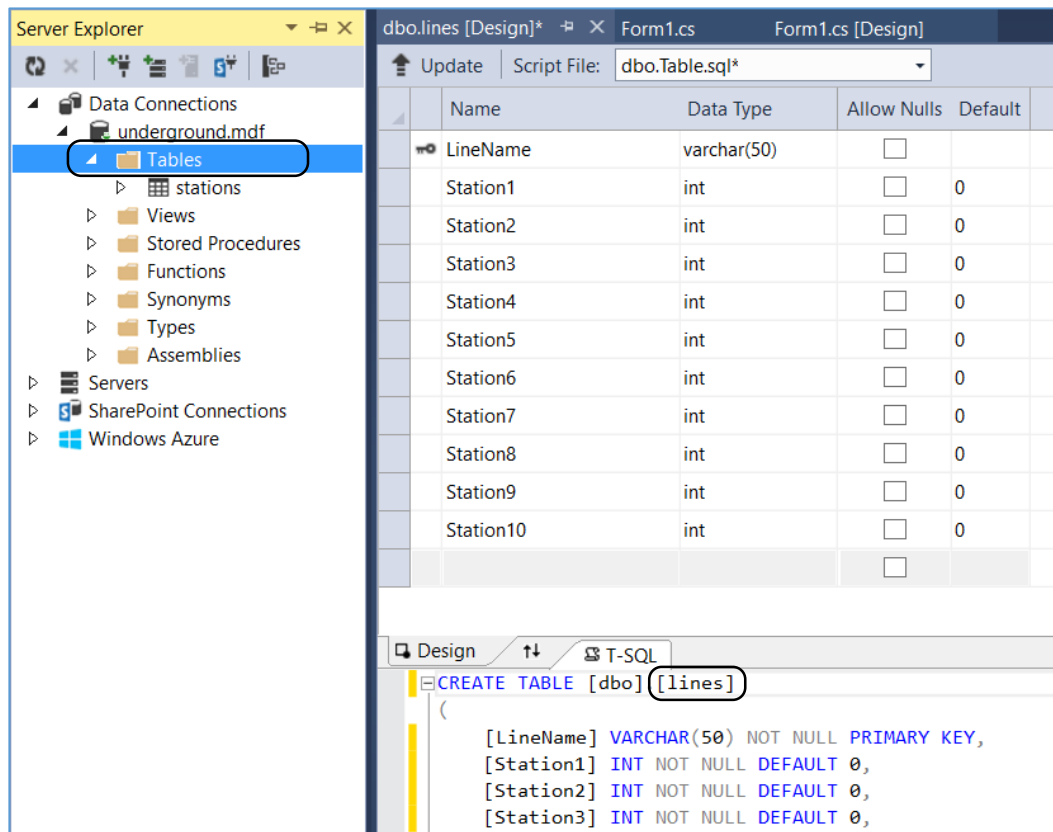 Server Explorer
Data Connections
underground.mdf
Tables
stations
Views
Stored Procedures
Functions
Synonyms
Types
Assemblies
Servers
SharePoint Connections
Windows Azure
dbo.lines [Design]* Form1.cs Form1.cs [Design]
Update Script File: dbo.Table.sql*
Name Data Type Allow Nulls Default
LineName varchar(50)
Station1 int 0
Station2 int 0
Station3 int 0
Station4 int 0
Station5 int 0
Station6 int 0
Station7 int 0
Station8 int 0
Station9 int 0
Station10 int 0
Design T-SQL
CREATE TABLE [dbo] [lines]
(
[LineName] VARCHAR(50) NOT NULL PRIMARY KEY,
[Station1] INT NOT NULL DEFAULT 0,
[Station2] INT NOT NULL DEFAULT 0,
[Station3] INT NOT NULL DEFAULT 0,